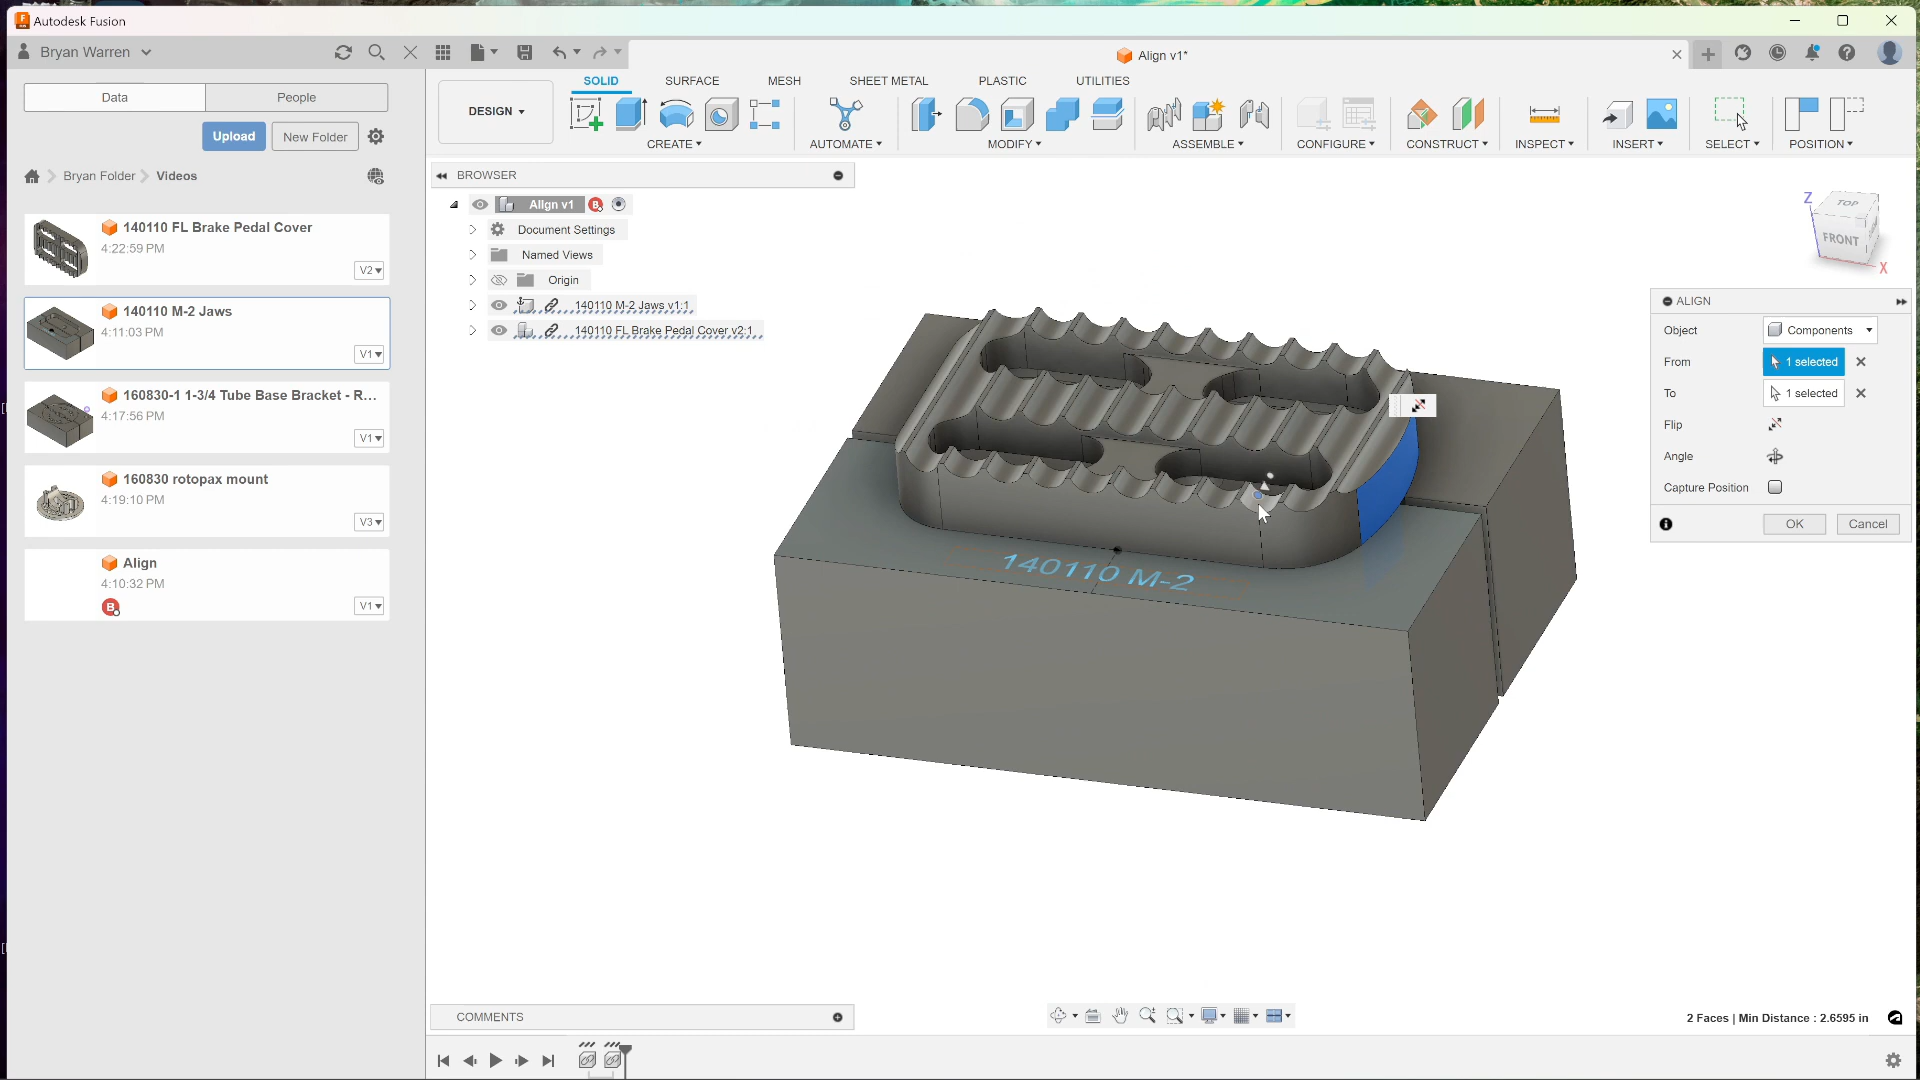 Autodesk Fusion
Bryan Warren
Align v1*
Data
People
Upload
New Folder
Bryan Folder
Videos
140110 FL Brake Pedal Cover
4:22:59 PM
V2
140110 M-2 Jaws
4:11:03 PM
V1
160830-1 1-3/4 Tube Base Bracket - R...
4:17:56 PM
V1
160830 rotopax mount
4:19:10 PM
V3
Align
4:10:32 PM
B
V1
DESIGN
SOLID
SURFACE
MESH
SHEET METAL
PLASTIC
UTILITIES
CREATE
AUTOMATE
MODIFY
ASSEMBLE
CONFIGURE
CONSTRUCT
INSPECT
INSERT
SELECT
POSITION
BROWSER
Align v1
B
Document Settings
Named Views
Origin
140110 M-2 Jaws v1:1
140110 FL Brake Pedal Cover v2:1
140110 M-2
Z
TOP
FRONT
X
ALIGN
Object
Components
From
1 selected
To
1 selected
Flip
Angle
Capture Position
OK
Cancel
COMMENTS
2 Faces | Min Distance : 2.6595 in